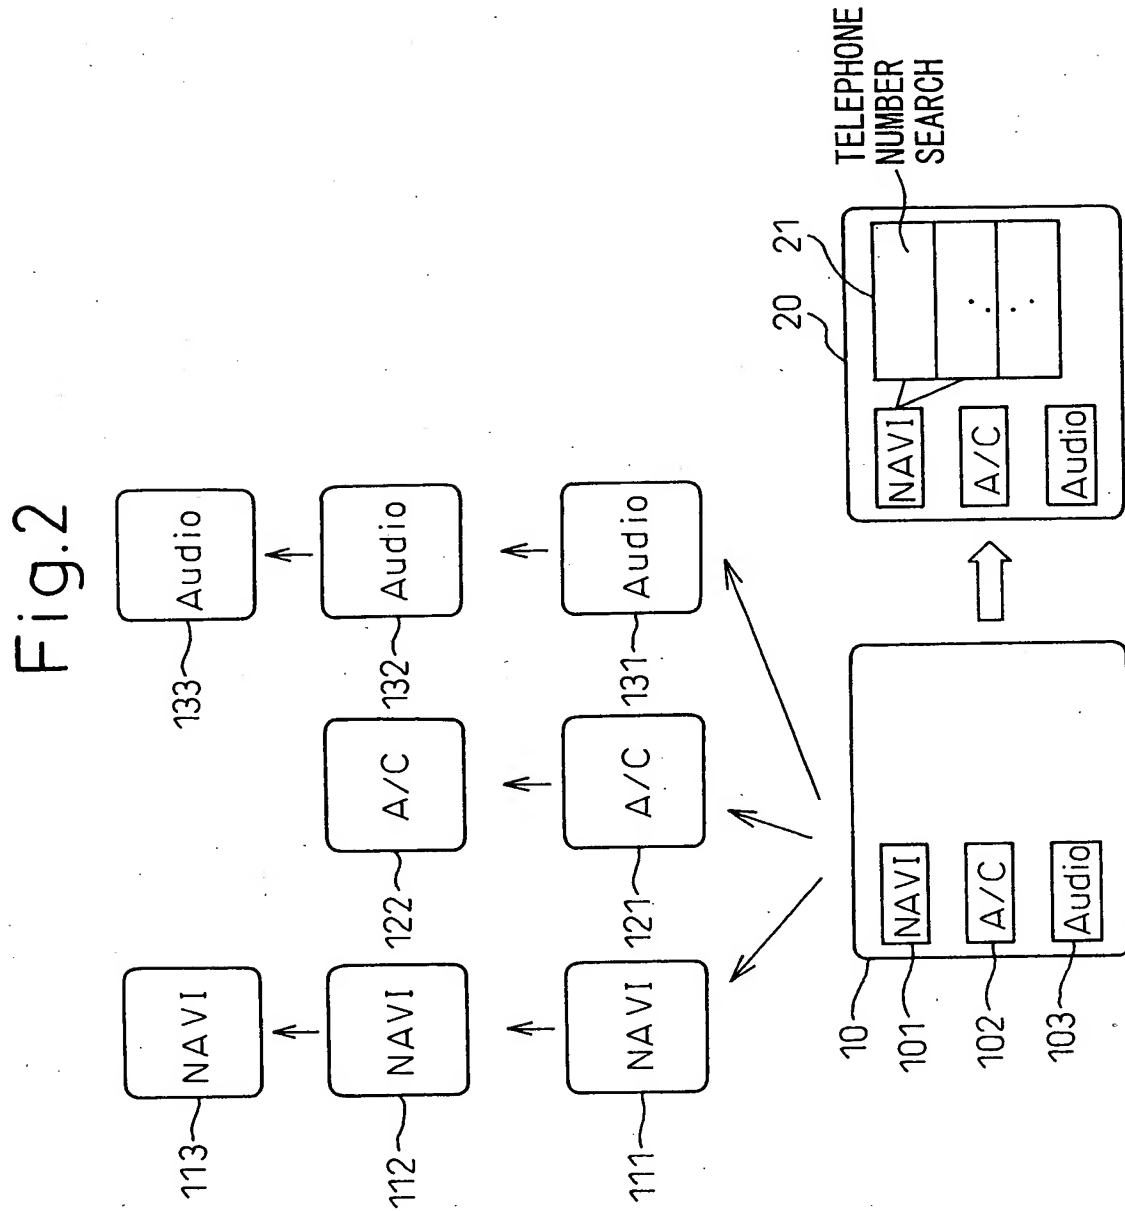 Fig.2
113
NAVI
133
Audio
112
NAVI
122
A/C
132
Audio
111
NAVI
121
A/C
131
Audio
10
101
NAVI
102
A/C
103
Audio
20
21
NAVI
A/C
Audio
TELEPHONE
NUMBER
SEARCH